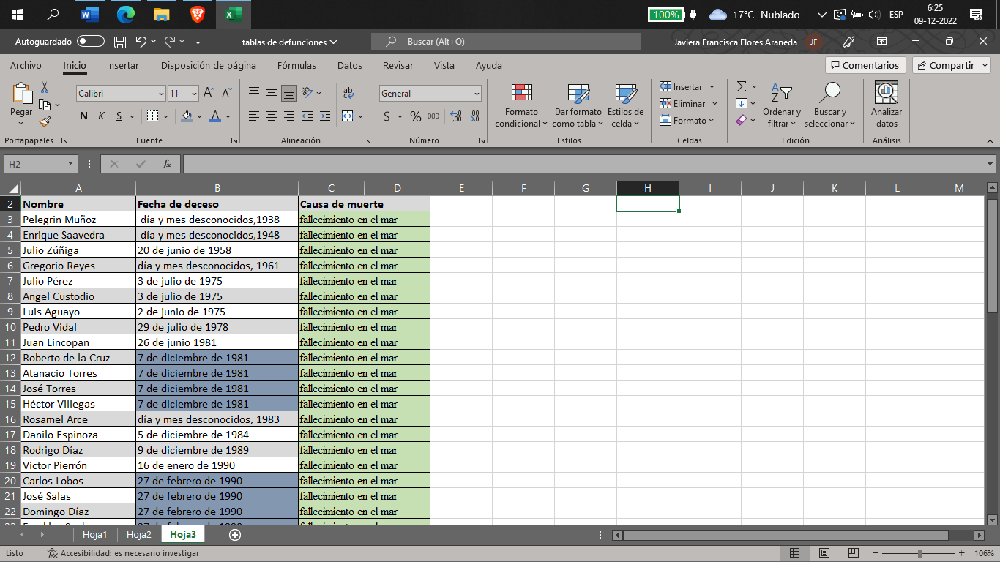 100% 17°C Nublado ESP 6:25
09-12-2022
Autoguardado tablas de defunciones Buscar (Alt+Q) Javiera Francisca Flores Araneda JF
Archivo Inicio Insertar Disposición de página Fórmulas Datos Revisar Vista Ayuda Comentarios Compartir
Pegar Calibri 11 General Formato condicional Dar formato como tabla Estilos de celda Insertar Eliminar Formato Ordenar y filtrar Buscar y seleccionar Analizar datos
N K S $ % 000
Portapapeles Fuente Alineación Número Estilos Celdas Edición Análisis
H2 fx
A B C D E F G H I J K L M
2 Nombre Fecha de deceso Causa de muerte
3 Pelegrin Muñoz día y mes desconocidos,1938 fallecimiento en el mar
4 Enrique Saavedra día y mes desconocidos,1948 fallecimiento en el mar
5 Julio Zúñiga 20 de junio de 1958 fallecimiento en el mar
6 Gregorio Reyes día y mes desconocidos, 1961 fallecimiento en el mar
7 Julio Pérez 3 de julio de 1975 fallecimiento en el mar
8 Angel Custodio 3 de julio de 1975 fallecimiento en el mar
9 Luis Aguayo 2 de junio de 1975 fallecimiento en el mar
10 Pedro Vidal 29 de julio de 1978 fallecimiento en el mar
11 Juan Lincopan 26 de junio 1981 fallecimiento en el mar
12 Roberto de la Cruz 7 de diciembre de 1981 fallecimiento en el mar
13 Atanacio Torres 7 de diciembre de 1981 fallecimiento en el mar
14 José Torres 7 de diciembre de 1981 fallecimiento en el mar
15 Héctor Villegas 7 de diciembre de 1981 fallecimiento en el mar
16 Rosamel Arce día y mes desconocidos, 1983 fallecimiento en el mar
17 Danilo Espinoza 5 de diciembre de 1984 fallecimiento en el mar
18 Rodrigo Díaz 9 de diciembre de 1989 fallecimiento en el mar
19 Victor Pierrón 16 de enero de 1990 fallecimiento en el mar
20 Carlos Lobos 27 de febrero de 1990 fallecimiento en el mar
21 José Salas 27 de febrero de 1990 fallecimiento en el mar
22 Domingo Díaz 27 de febrero de 1990 fallecimiento en el mar
Hoja1 Hoja2 Hoja3
Listo Accesibilidad: es necesario investigar 106%